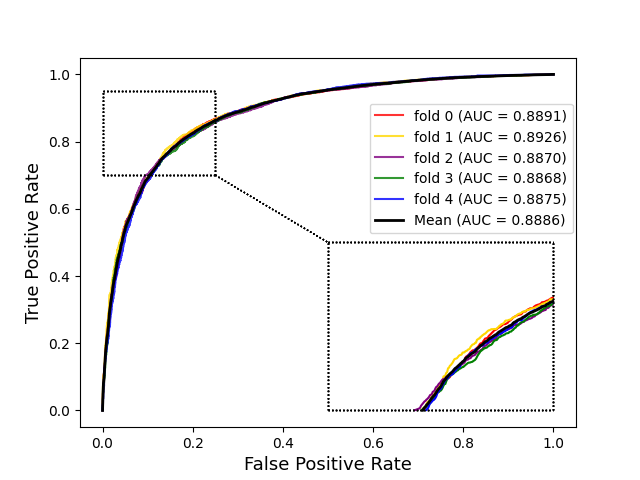 1.0
0.8
0.6
0.4
0.2
0.0
True Positive Rate
fold 0 (AUC = 0.8891)
fold 1 (AUC = 0.8926)
fold 2 (AUC = 0.8870)
fold 3 (AUC = 0.8868)
fold 4 (AUC = 0.8875)
Mean (AUC = 0.8886)
0.0 0.2 0.4 0.6 0.8 1.0
False Positive Rate